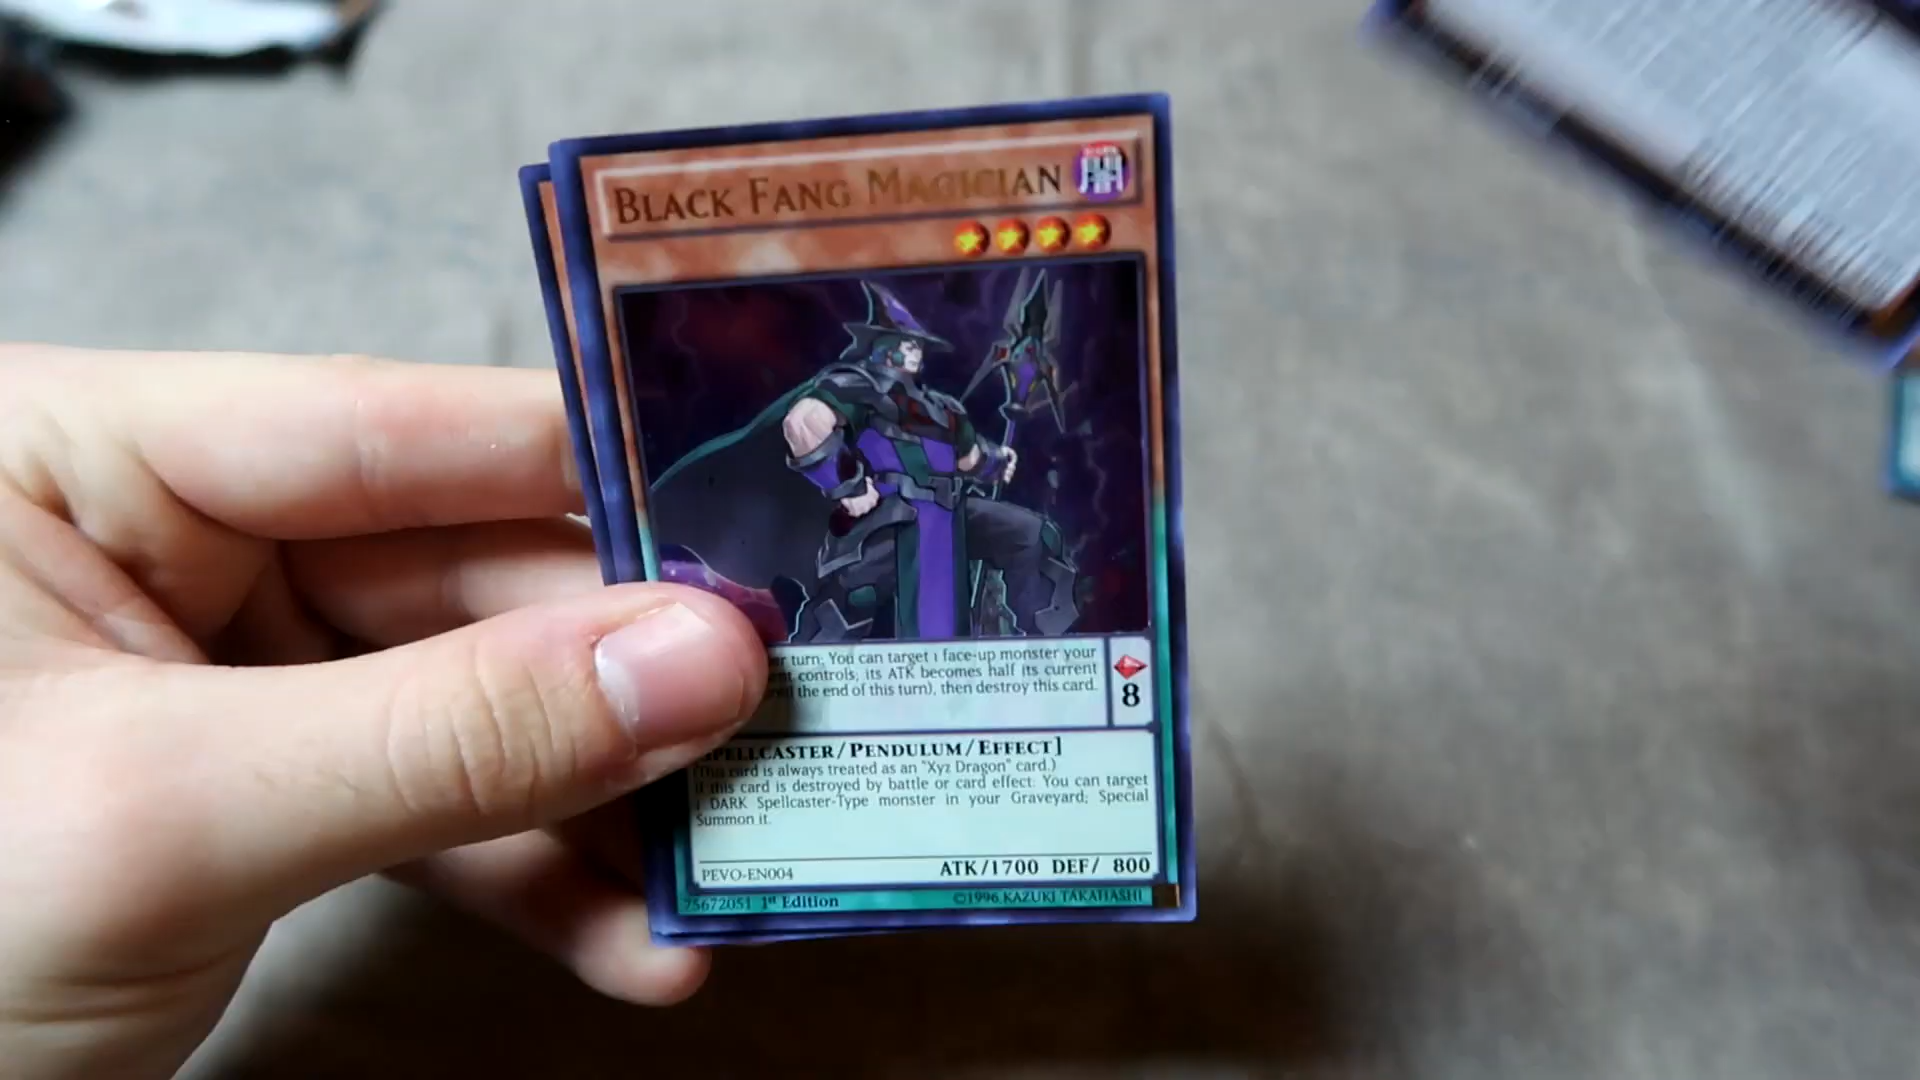 BLACK FANG MAGICIAN
闇
turn; You can target 1 face-up monster your
controls; its ATK becomes half its current
the end of this turn), then destroy this card.
8
SPELLCASTER/PENDULUM/EFFECT]
(This card is always treated as an "Xyz Dragon" card.)
If this card is destroyed by battle or card effect: You can target
1 DARK Spellcaster-Type monster in your Graveyard; Special
Summon it.
ATK/1700 DEF/ 800
PEVO-EN004
75672051 1st Edition
©1996 KAZUKI TAKAHASHI